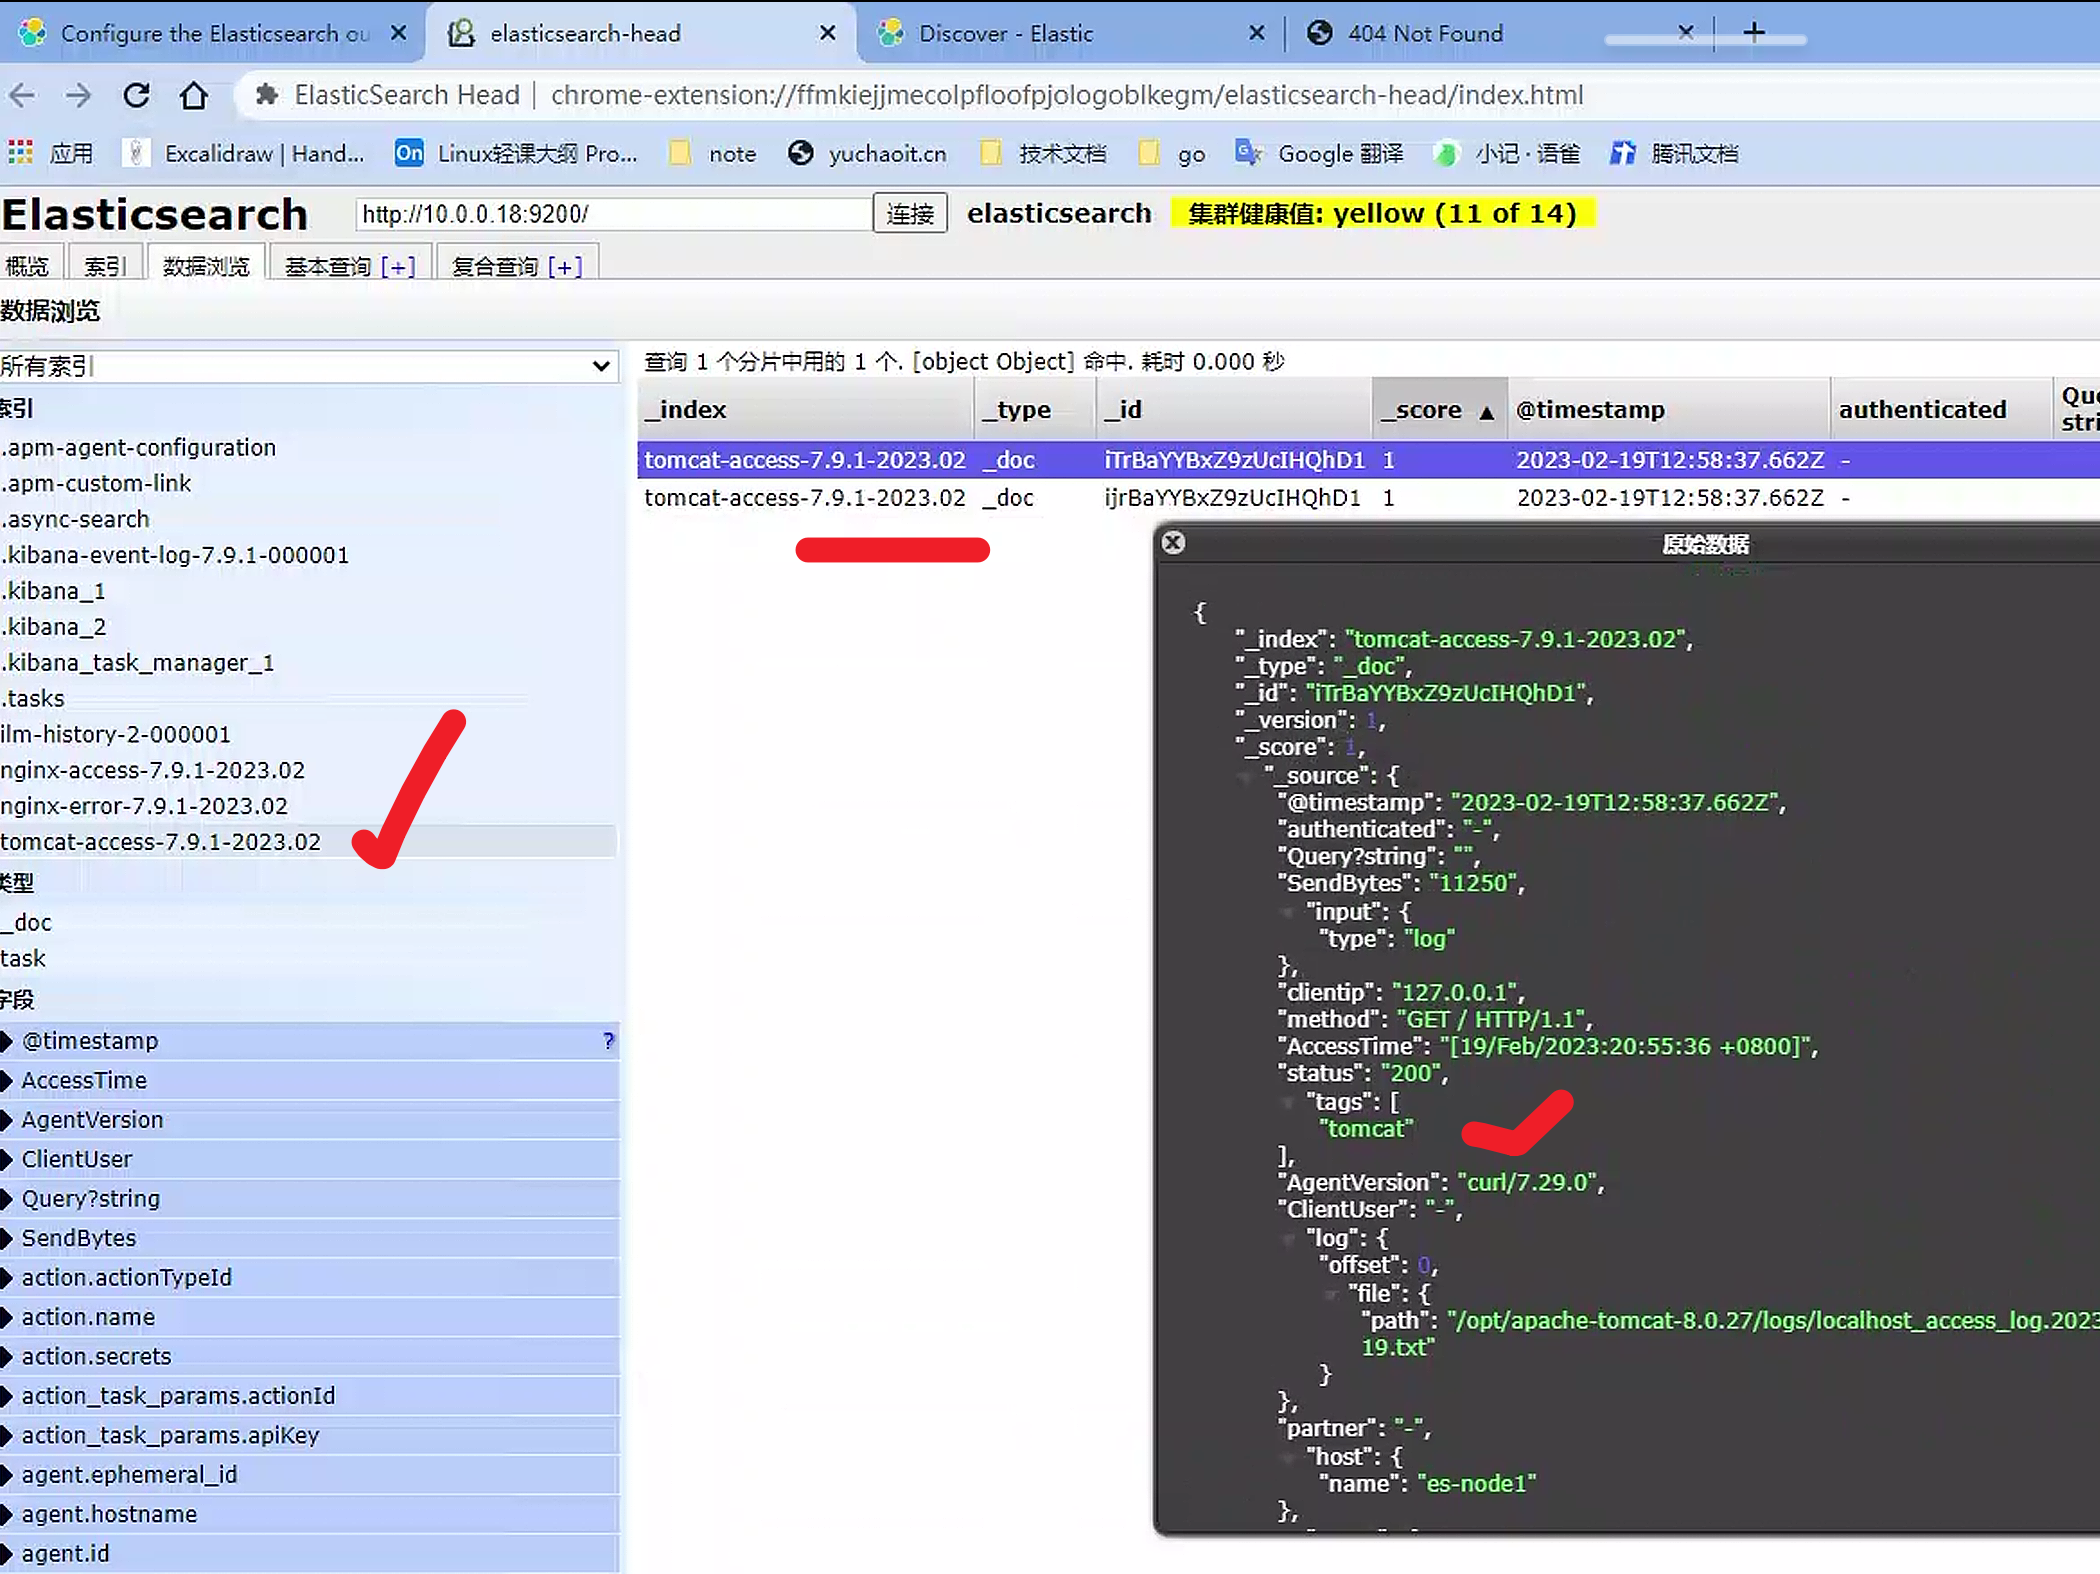 Configure the Elasticsearch ou
elasticsearch-head
Discover - Elastic
404 Not Found
ElasticSearch Head | chrome-extension://ffmkiejjmecolpfloofpjologoblkegm/elasticsearch-head/index.html
应用 Excalidraw | Hand... On Linux轻课大纲 Pro... note yuchaoit.cn 技术文档 go Google 翻译 小记 · 语雀 腾讯文档
Elasticsearch http://10.0.0.18:9200/ 连接 elasticsearch 集群健康值: yellow (11 of 14)
概览 索引 数据浏览 基本查询 [+] 复合查询 [+]
数据浏览
所有索引
索引
.apm-agent-configuration
.apm-custom-link
.async-search
.kibana-event-log-7.9.1-000001
.kibana_1
.kibana_2
.kibana_task_manager_1
.tasks
ilm-history-2-000001
nginx-access-7.9.1-2023.02
nginx-error-7.9.1-2023.02
tomcat-access-7.9.1-2023.02
类型
_doc
task
字段
@timestamp ?
AccessTime
AgentVersion
ClientUser
Query?string
SendBytes
action.actionTypeId
action.name
action.secrets
action_task_params.actionId
action_task_params.apiKey
agent.ephemeral_id
agent.hostname
agent.id
查询 1 个分片中用的 1 个. [object Object] 命中. 耗时 0.000 秒
_index _type _id _score ▲ @timestamp authenticated Que
stri
tomcat-access-7.9.1-2023.02 _doc iTrBaYYBxZ9zUcIHQhD1 1 2023-02-19T12:58:37.662Z -
tomcat-access-7.9.1-2023.02 _doc ijrBaYYBxZ9zUcIHQhD1 1 2023-02-19T12:58:37.662Z -
原始数据
{
"_index": "tomcat-access-7.9.1-2023.02",
"_type": "_doc",
"_id": "iTrBaYYBxZ9zUcIHQhD1",
"_version": 1,
"_score": 1,
"_source": {
"@timestamp": "2023-02-19T12:58:37.662Z",
"authenticated": "-",
"Query?string": "",
"SendBytes": "11250",
"input": {
"type": "log"
},
"clientip": "127.0.0.1",
"method": "GET / HTTP/1.1",
"AccessTime": "[19/Feb/2023:20:55:36 +0800]",
"status": "200",
"tags": [
"tomcat"
],
"AgentVersion": "curl/7.29.0",
"ClientUser": "-",
"log": {
"offset": 0,
"file": {
"path": "/opt/apache-tomcat-8.0.27/logs/localhost_access_log.2023
19.txt"
}
},
"partner": "-",
"host": {
"name": "es-node1"
},